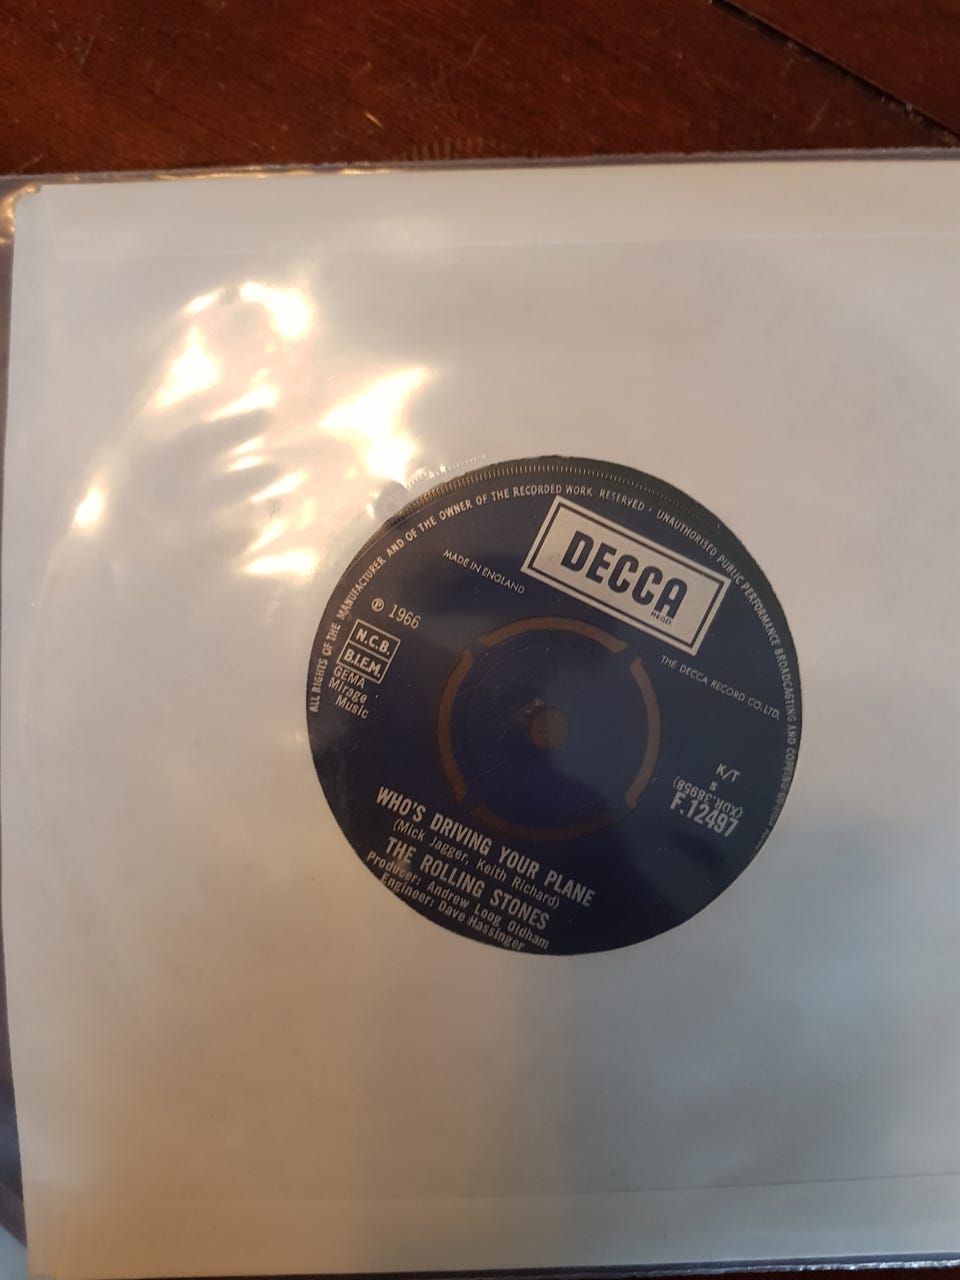 ALL RIGHTS OF THE MANUFACTURER AND OF THE OWNER OF THE RECORDED WORK RESERVED · UNAUTHORISED PUBLIC PERFORMANCE BROADCASTING AND COPYING
DECCA
REGD
MADE IN ENGLAND
THE DECCA RECORD CO. LTD.
℗ 1966
N.C.B.
B.I.E.M.
GEMA
Mirage
Music
K/T
S
(XDR.38958)
F.12497
WHO'S DRIVING YOUR PLANE
(Mick Jagger, Keith Richard)
THE ROLLING STONES
Producer: Andrew Loog Oldham
Engineer: Dave Hassinger